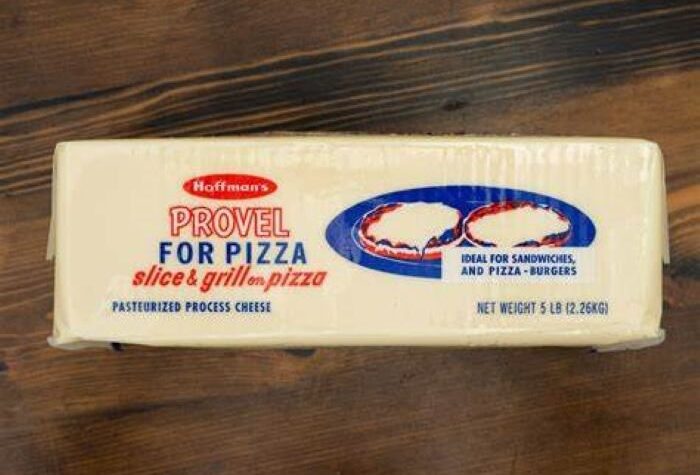 Hoffman's
PROVEL
FOR PIZZA
slice & grill on pizza
PASTEURIZED PROCESS CHEESE
IDEAL FOR SANDWICHES,
AND PIZZA-BURGERS
NET WEIGHT 5 LB (2.26KG)